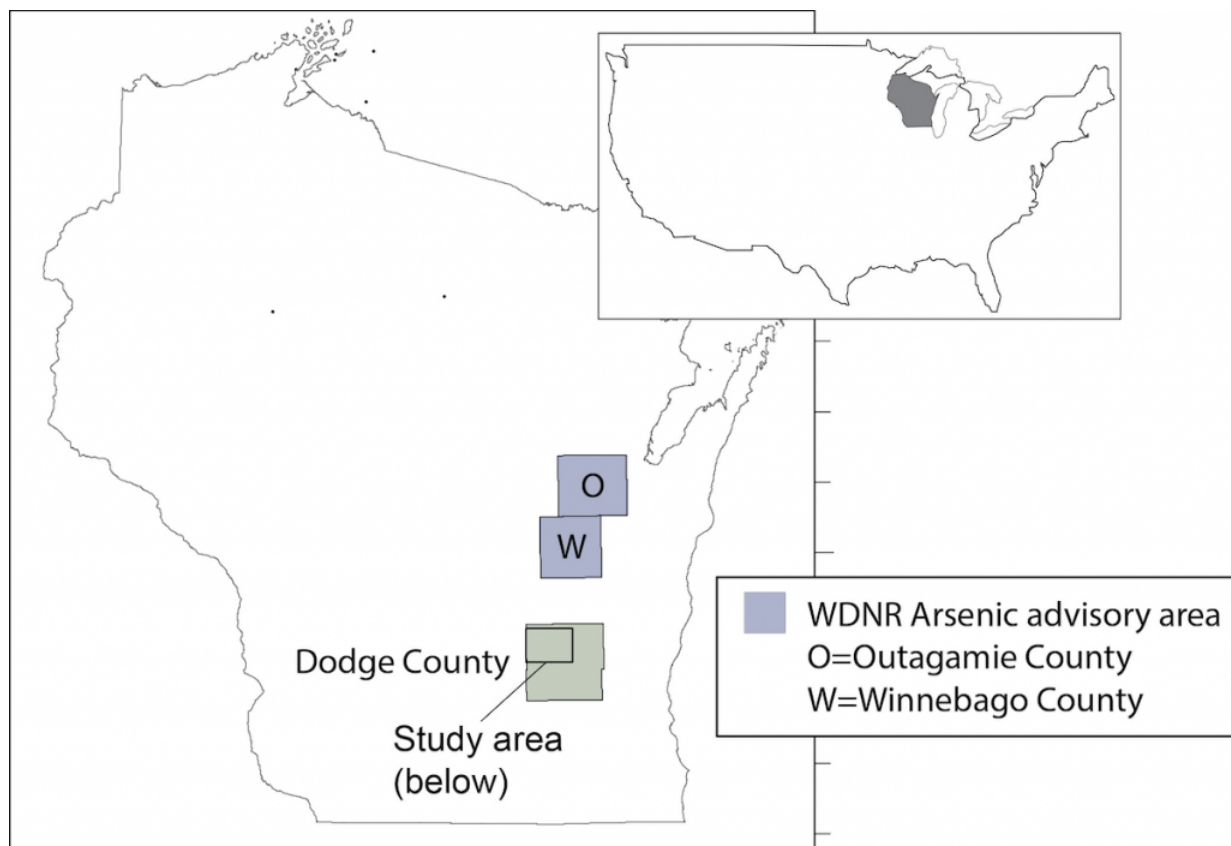 O
W
Dodge County
Study area
(below)
WDNR Arsenic advisory area
O=Outagamie County
W=Winnebago County